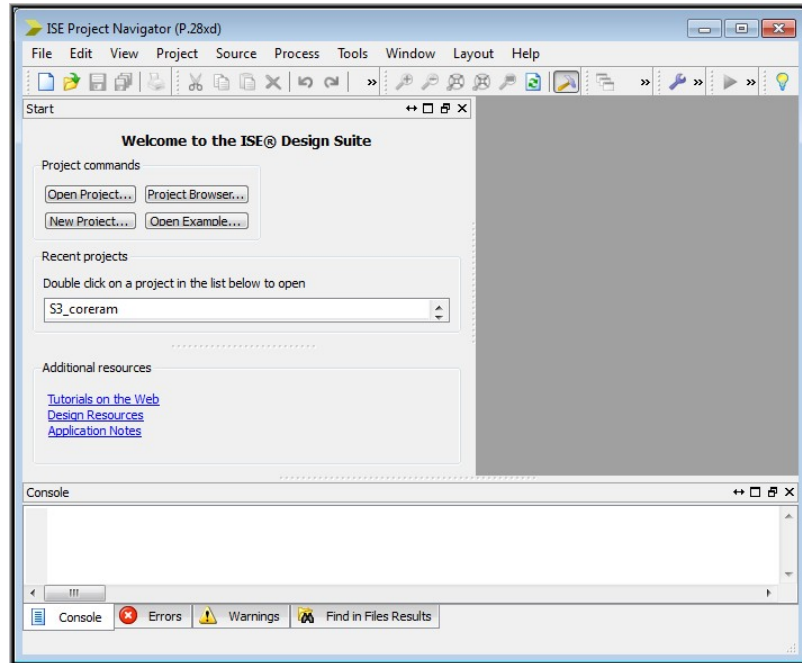 ISE Project Navigator (P.28xd)
File Edit View Project Source Process Tools Window Layout Help
Start
Welcome to the ISE® Design Suite
Project commands
Open Project... Project Browser...
New Project... Open Example...
Recent projects
Double click on a project in the list below to open
S3_coreram
Additional resources
Tutorials on the Web
Design Resources
Application Notes
Console
Console Errors Warnings Find in Files Results